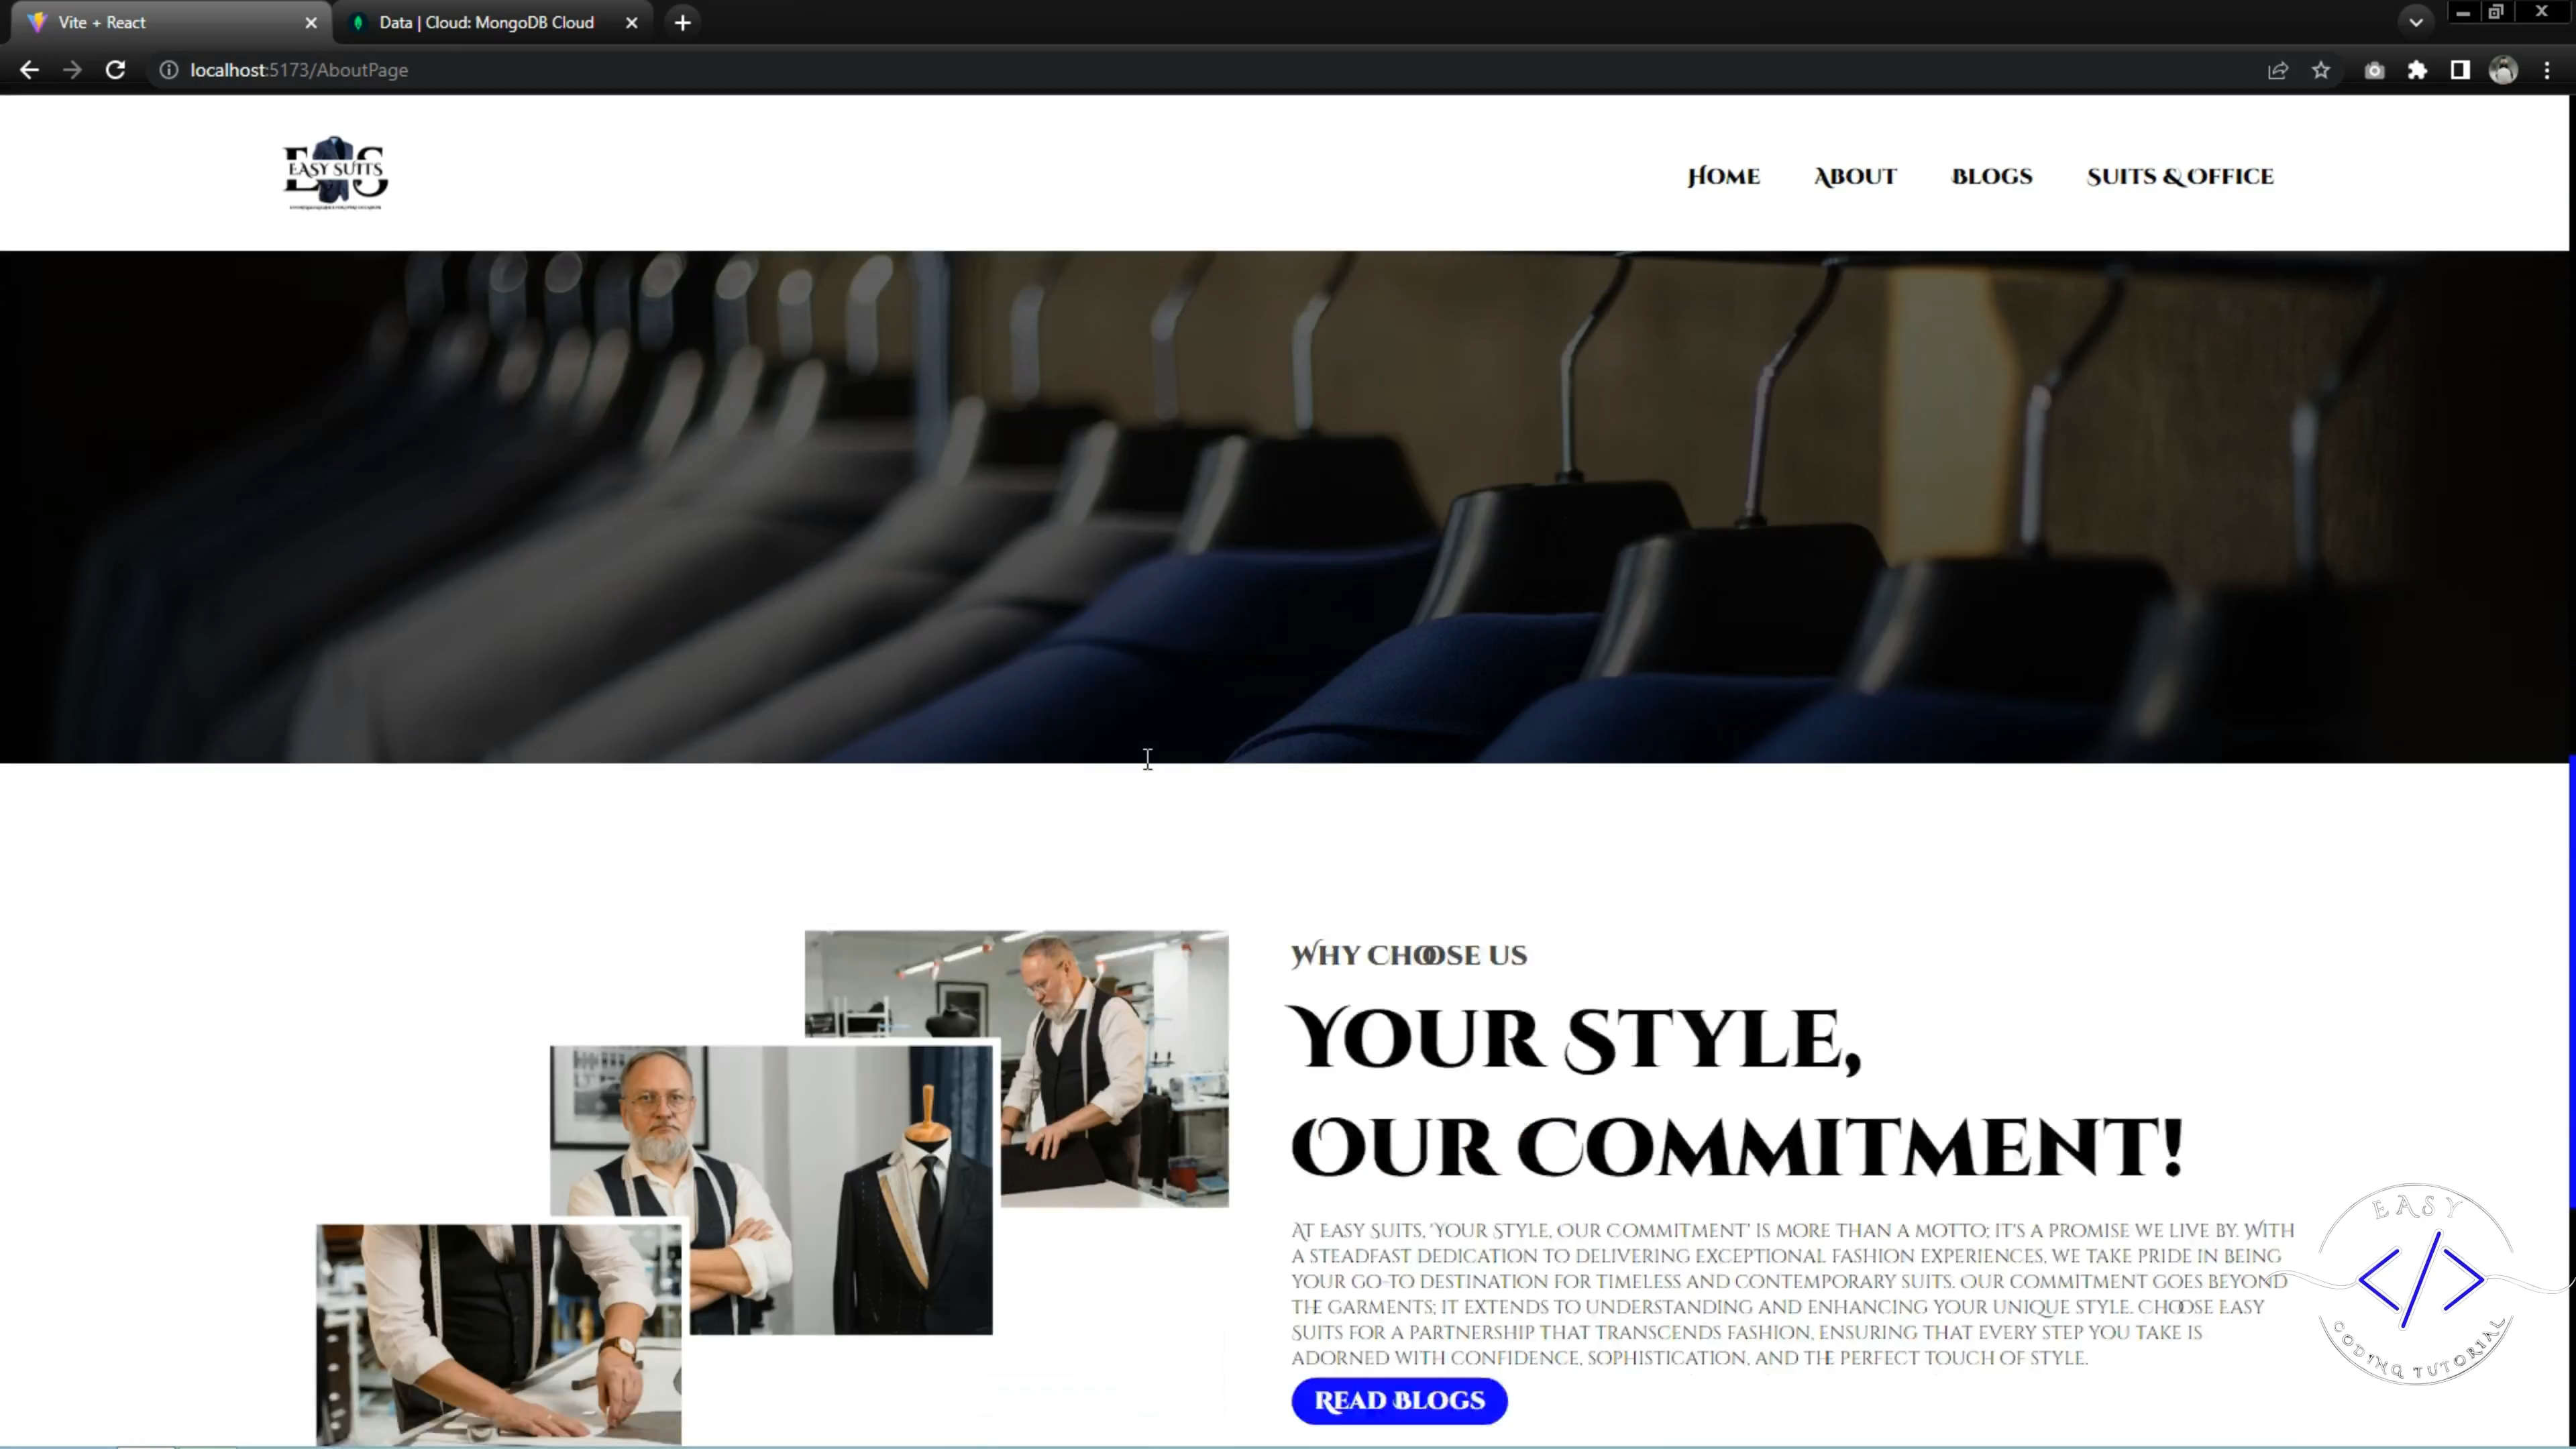 Vite + React
Data | Cloud: MongoDB Cloud
localhost:5173/AboutPage
EASY SUITS
HOME ABOUT BLOGS SUITS & OFFICE
WHY CHOOSE US
YOUR STYLE,
OUR COMMITMENT!
AT EASY SUITS, 'YOUR STYLE, OUR COMMITMENT' IS MORE THAN A MOTTO; IT'S A PROMISE WE LIVE BY. WITH
A STEADFAST DEDICATION TO DELIVERING EXCEPTIONAL FASHION EXPERIENCES, WE TAKE PRIDE IN BEING
YOUR GO-TO DESTINATION FOR TIMELESS AND CONTEMPORARY SUITS. OUR COMMITMENT GOES BEYOND
THE GARMENTS; IT EXTENDS TO UNDERSTANDING AND ENHANCING YOUR UNIQUE STYLE. CHOOSE EASY
SUITS FOR A PARTNERSHIP THAT TRANSCENDS FASHION, ENSURING THAT EVERY STEP YOU TAKE IS
ADORNED WITH CONFIDENCE, SOPHISTICATION, AND THE PERFECT TOUCH OF STYLE.
READ BLOGS
EASY
</>
CODING TUTORIAL